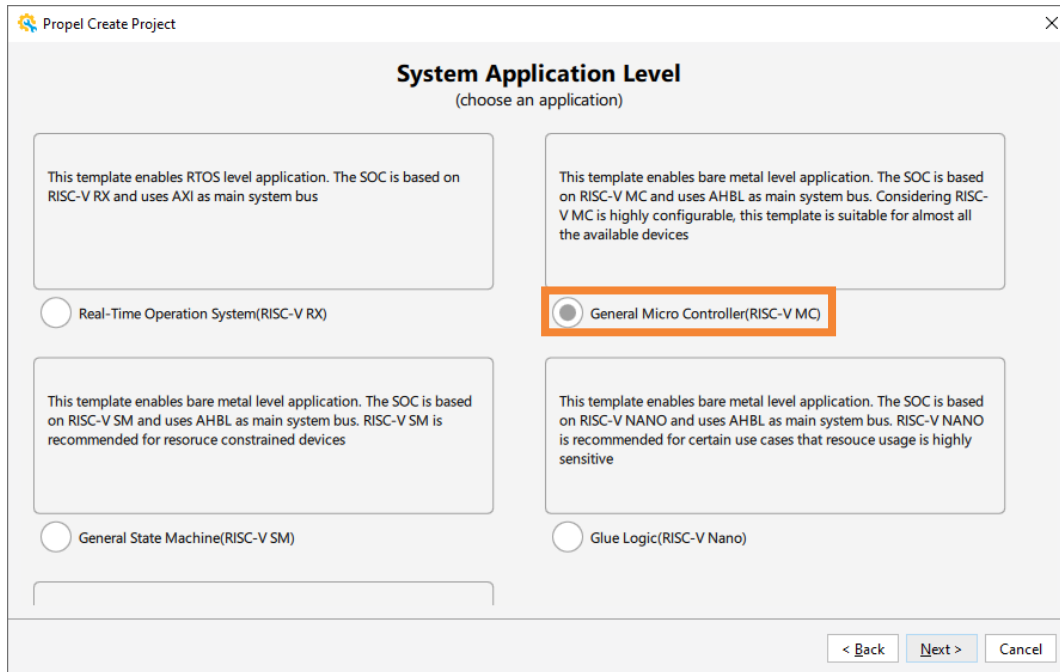 Propel Create Project
System Application Level
(choose an application)
This template enables RTOS level application. The SOC is based on
RISC-V RX and uses AXI as main system bus
Real-Time Operation System(RISC-V RX)
This template enables bare metal level application. The SOC is based
on RISC-V MC and uses AHBL as main system bus. Considering RISC-
V MC is highly configurable, this template is suitable for almost all
the available devices
General Micro Controller(RISC-V MC)
This template enables bare metal level application. The SOC is based
on RISC-V SM and uses AHBL as main system bus. RISC-V SM is
recommended for resoruce constrained devices
General State Machine(RISC-V SM)
This template enables bare metal level application. The SOC is based
on RISC-V NANO and uses AHBL as main system bus. RISC-V NANO
is recommended for certain use cases that resouce usage is highly
sensitive
Glue Logic(RISC-V Nano)
< Back
Next >
Cancel